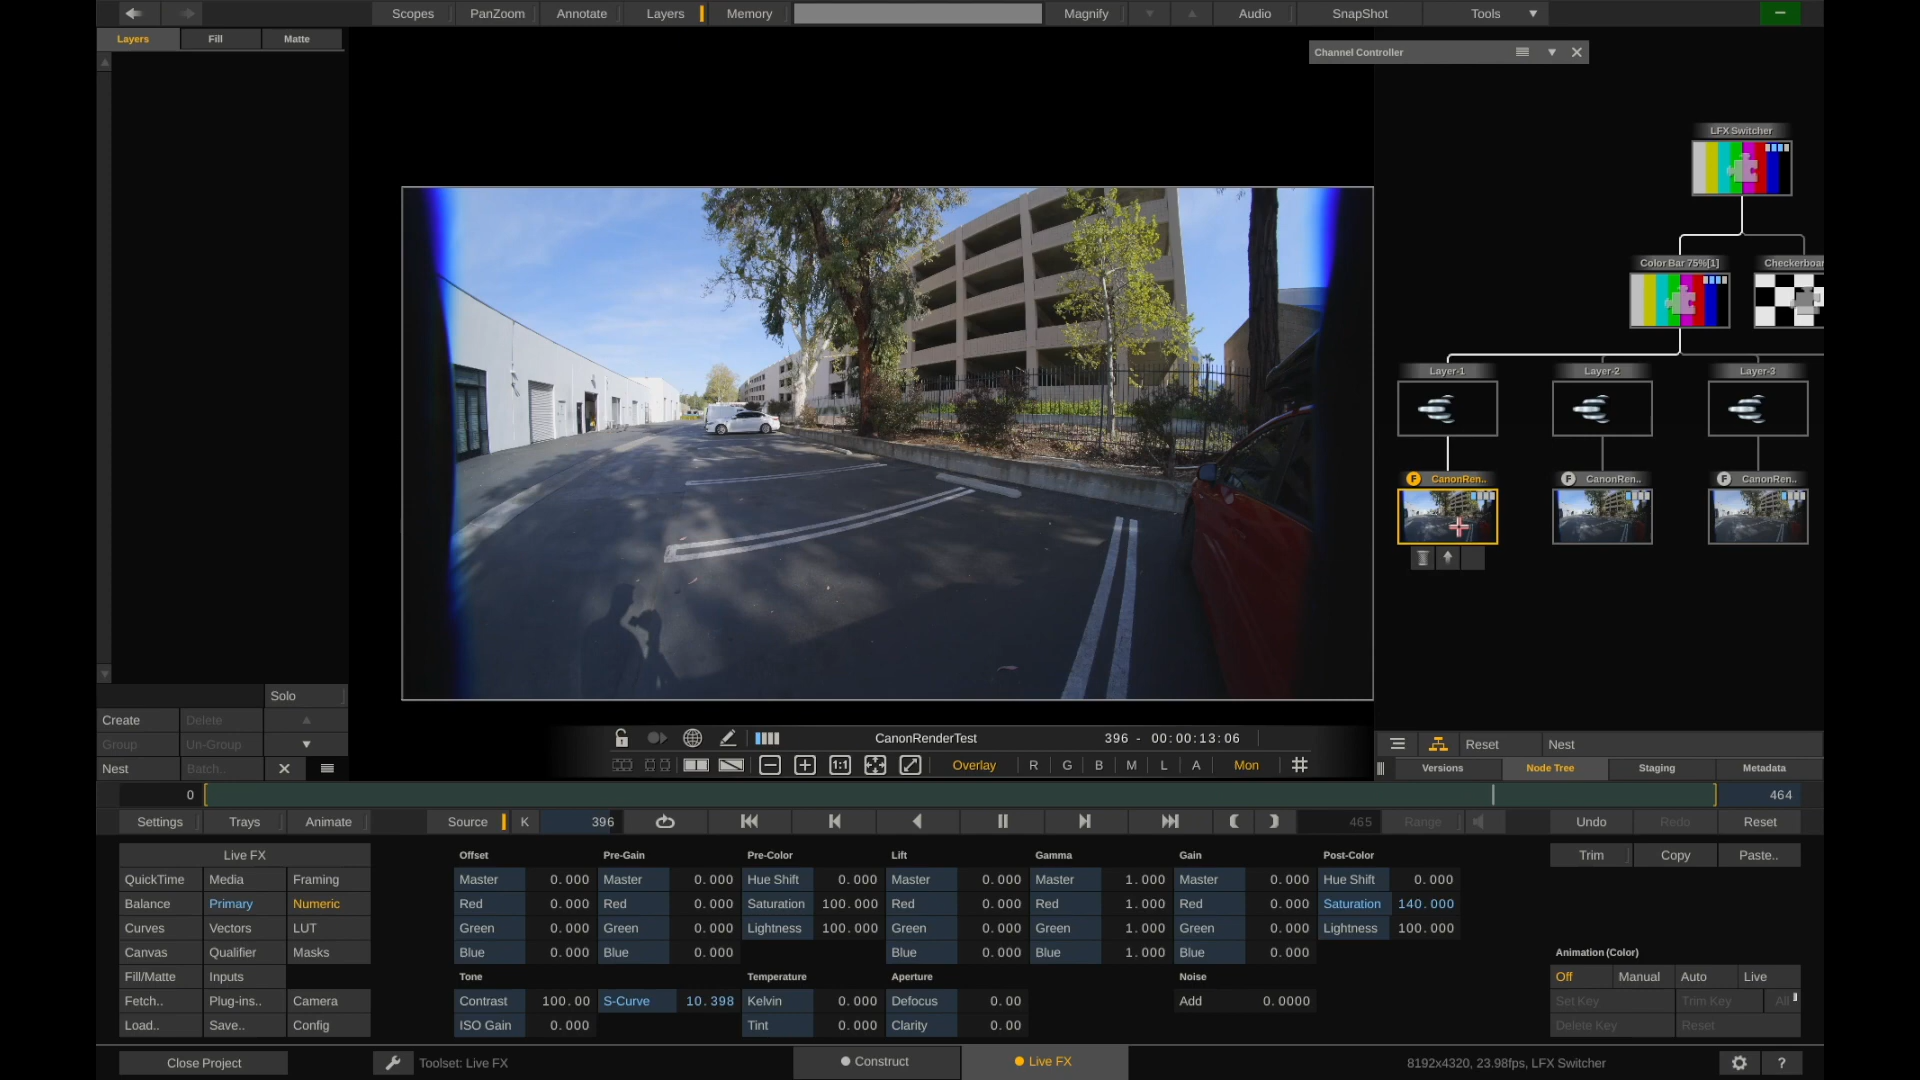 Scopes PanZoom Annotate Layers Memory Magnify Audio SnapShot Tools
Layers Fill Matte
Channel Controller
LFX Switcher
Color Bar 75%[1] Checkerboar
Layer-1 Layer-2 Layer-3
F CanonRen.. F CanonRen.. F CanonRen..
Solo
Create Delete
Group Un-Group
Nest Batch..
CanonRenderTest 396 - 00:00:13:06
1:1 Overlay R G B M L A Mon
Reset Nest
Versions Node Tree Staging Metadata
0 464
Settings Trays Animate Source K 396 465 Range Undo Redo Reset
Live FX
QuickTime Media Framing
Balance Primary Numeric
Curves Vectors LUT
Canvas Qualifier Masks
Fill/Matte Inputs
Fetch.. Plug-ins.. Camera
Load.. Save.. Config
Offset Pre-Gain Pre-Color Lift Gamma Gain Post-Color
Master 0.000 Master 0.000 Hue Shift 0.000 Master 0.000 Master 1.000 Master 0.000 Hue Shift 0.000
Red 0.000 Red 0.000 Saturation 100.000 Red 0.000 Red 1.000 Red 0.000 Saturation 140.000
Green 0.000 Green 0.000 Lightness 100.000 Green 0.000 Green 1.000 Green 0.000 Lightness 100.000
Blue 0.000 Blue 0.000 Blue 0.000 Blue 1.000 Blue 0.000
Tone Temperature Aperture Noise
Contrast 100.00 S-Curve 10.398 Kelvin 0.000 Defocus 0.00 Add 0.0000
ISO Gain 0.000 Tint 0.000 Clarity 0.00
Trim Copy Paste..
Animation (Color)
Off Manual Auto Live
Set Key Trim Key All
Delete Key Reset
Close Project Toolset: Live FX Construct Live FX 8192x4320, 23.98fps, LFX Switcher ?